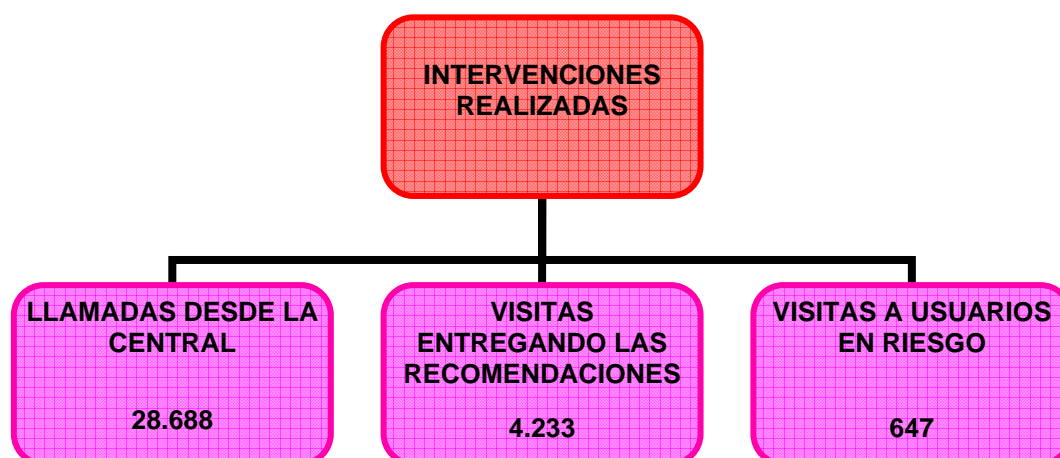 INTERVENCIONES
REALIZADAS
LLAMADAS DESDE LA
CENTRAL
28.688
VISITAS
ENTREGANDO LAS
RECOMENDACIONES
4.233
VISITAS A USUARIOS
EN RIESGO
647